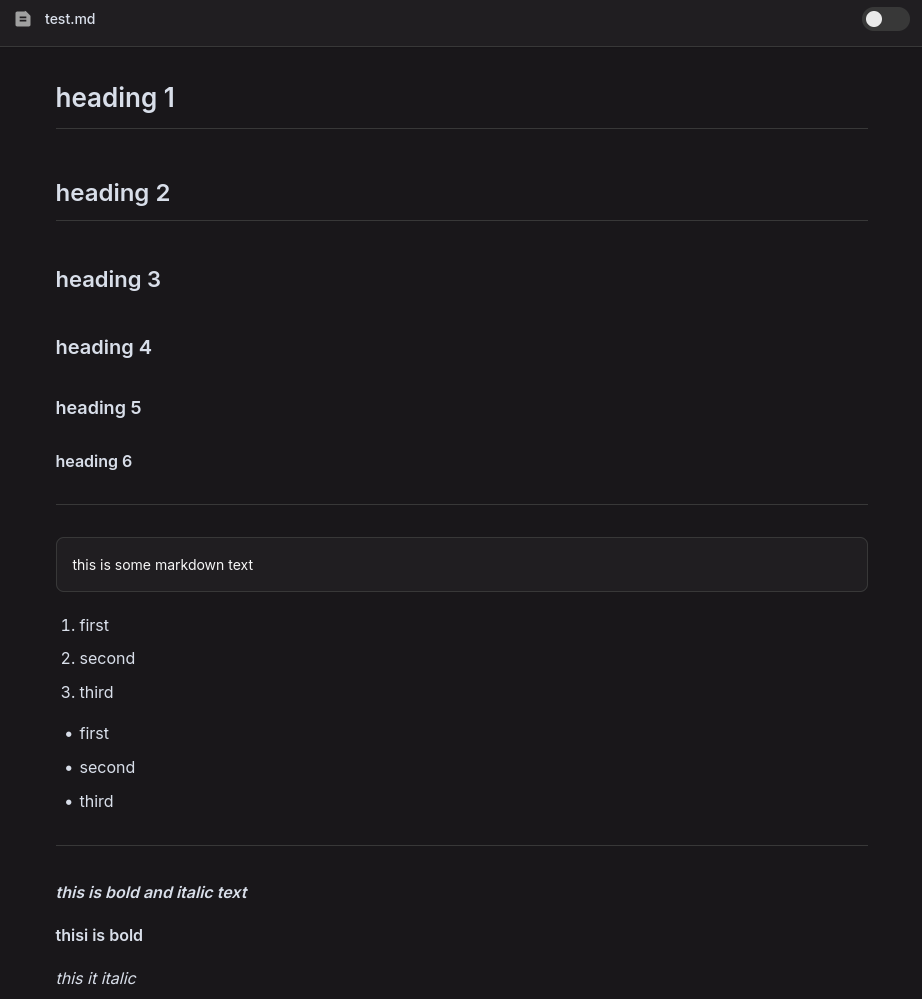 test.md
heading 1
heading 2
heading 3
heading 4
heading 5
heading 6
this is some markdown text
1. first
2. second
3. third
• first
• second
• third
this is bold and italic text
thisi is bold
this it italic